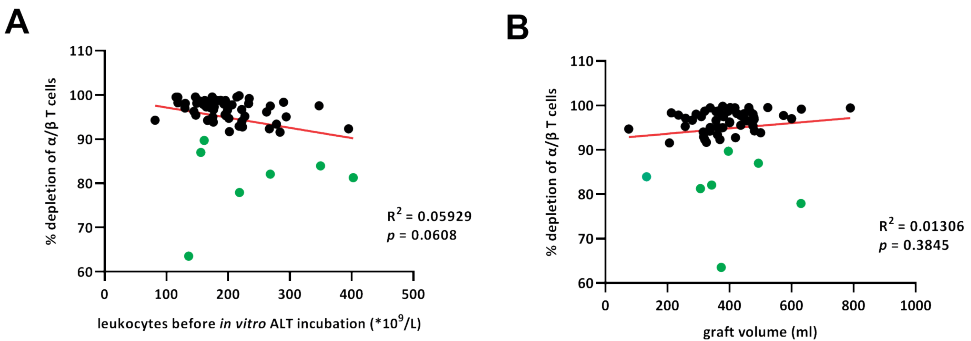 A
110
100
90
80
70
60
% depletion of α/β T cells
0 100 200 300 400 500
leukocytes before in vitro ALT incubation (*10⁹/L)
R² = 0.05929
p = 0.0608
B
110
100
90
80
70
60
% depletion of α/β T cells
0 200 400 600 800 1000
graft volume (ml)
R² = 0.01306
p = 0.3845